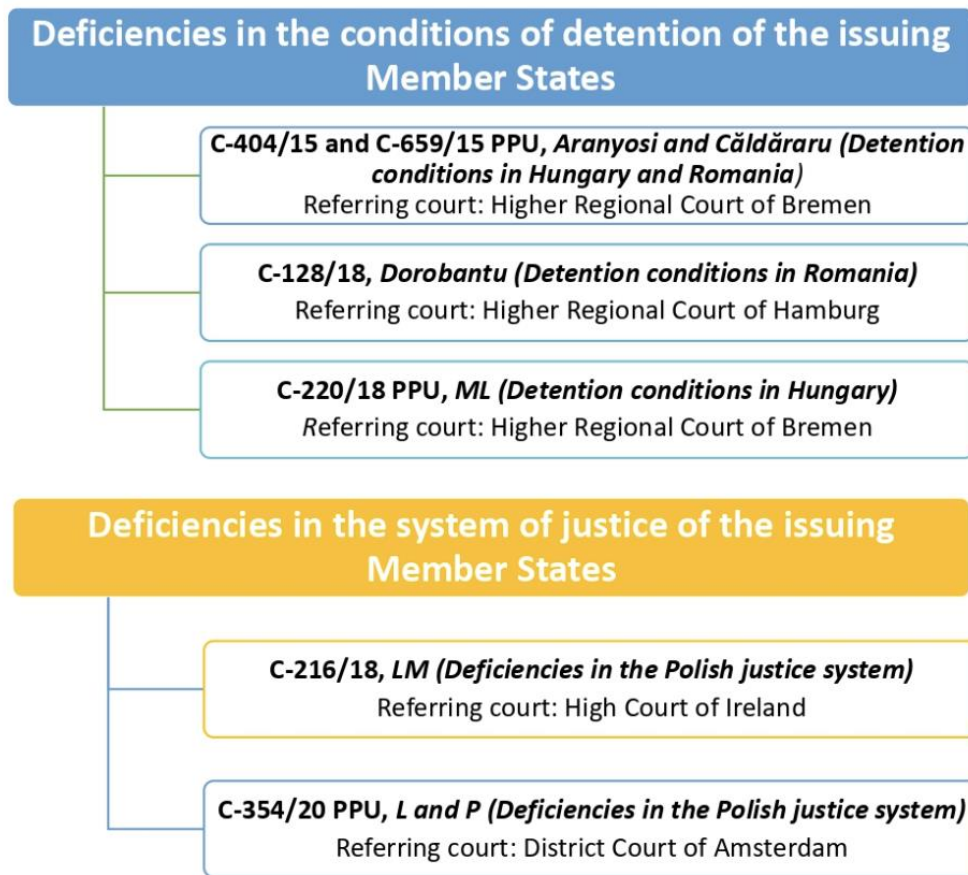 Deficiencies in the conditions of detention of the issuing
Member States
C-404/15 and C-659/15 PPU, Aranyosi and Căldăraru (Detention
conditions in Hungary and Romania)
Referring court: Higher Regional Court of Bremen
C-128/18, Dorobantu (Detention conditions in Romania)
Referring court: Higher Regional Court of Hamburg
C-220/18 PPU, ML (Detention conditions in Hungary)
Referring court: Higher Regional Court of Bremen
Deficiencies in the system of justice of the issuing
Member States
C-216/18, LM (Deficiencies in the Polish justice system)
Referring court: High Court of Ireland
C-354/20 PPU, L and P (Deficiencies in the Polish justice system)
Referring court: District Court of Amsterdam